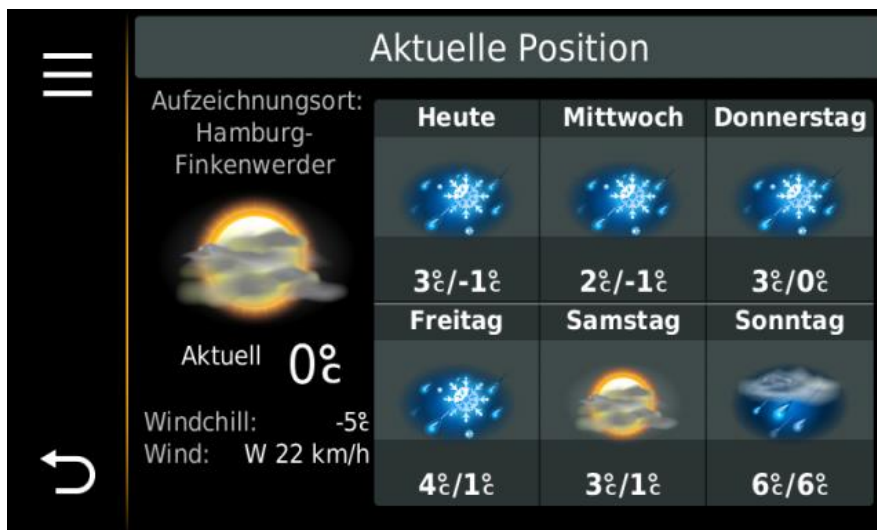 Aktuelle Position
Aufzeichnungsort:
Hamburg-
Finkenwerder
Aktuell 0°C
Windchill: -5°C
Wind: W 22 km/h
Heute Mittwoch Donnerstag
3°C/-1°C 2°C/-1°C 3°C/0°C
Freitag Samstag Sonntag
4°C/1°C 3°C/1°C 6°C/6°C